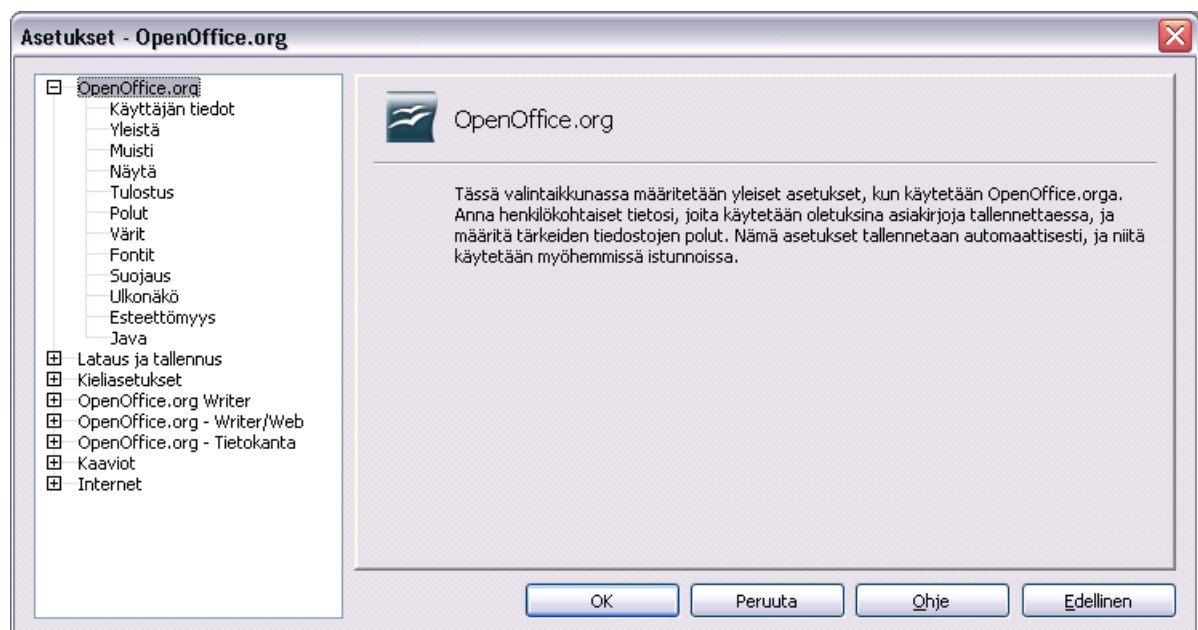 Asetukset - OpenOffice.org
OpenOffice.org
Käyttäjän tiedot
Yleistä
Muisti
Näytä
Tulostus
Polut
Värit
Fontit
Suojaus
Ulkonäkö
Esteettömyys
Java
Lataus ja tallennus
Kieliasetukset
OpenOffice.org Writer
OpenOffice.org - Writer/Web
OpenOffice.org - Tietokanta
Kaaviot
Internet
OpenOffice.org
Tässä valintaikkunassa määritetään yleiset asetukset, kun käytetään OpenOffice.orga.
Anna henkilökohtaiset tietosi, joita käytetään oletuksina asiakirjoja tallennettaessa, ja
määritä tärkeiden tiedostojen polut. Nämä asetukset tallennetaan automaattisesti, ja niitä
käytetään myöhemmissä istunnoissa.
OK Peruuta Ohje Edellinen